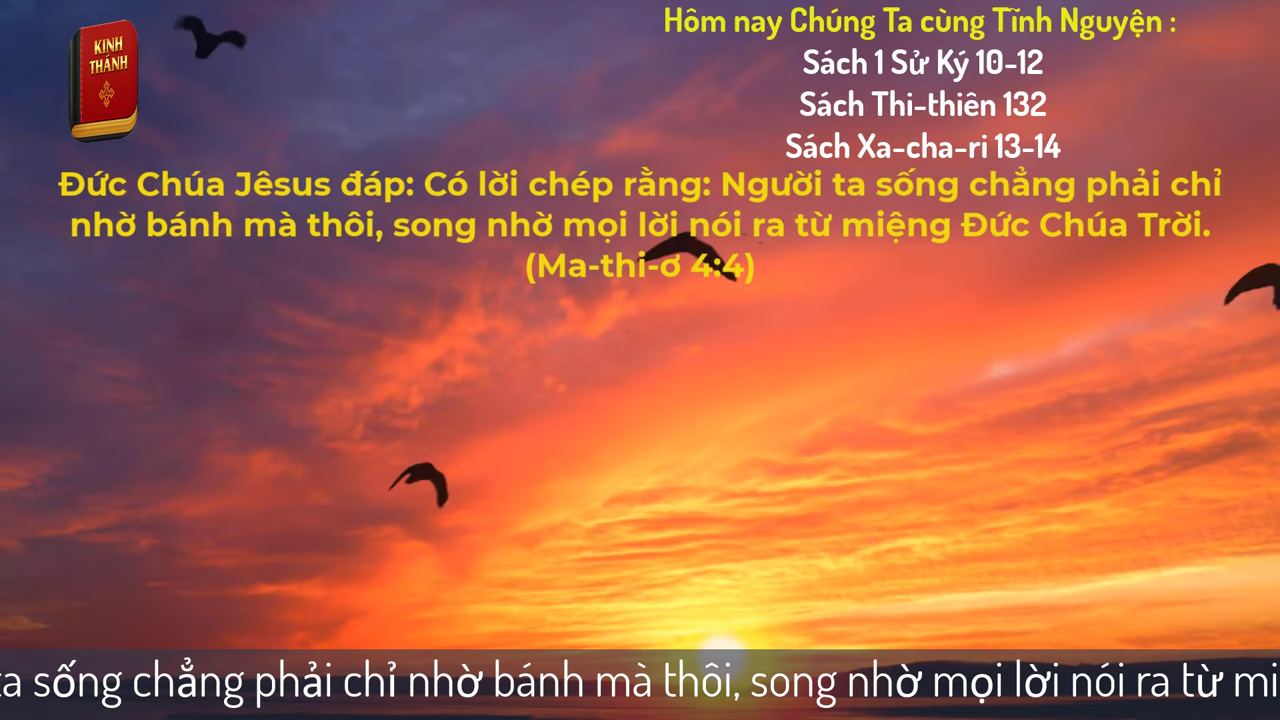 KINH
THÁNH
Hôm nay Chúng Ta cùng Tĩnh Nguyện :
Sách 1 Sử Ký 10-12
Sách Thi-thiên 132
Sách Xa-cha-ri 13-14
Đức Chúa Jêsus đáp: Có lời chép rằng: Người ta sống chẳng phải chỉ
nhờ bánh mà thôi, song nhờ mọi lời nói ra từ miệng Đức Chúa Trời.
(Ma-thi-ơ 4:4)
ta sống chẳng phải chỉ nhờ bánh mà thôi, song nhờ mọi lời nói ra từ mi